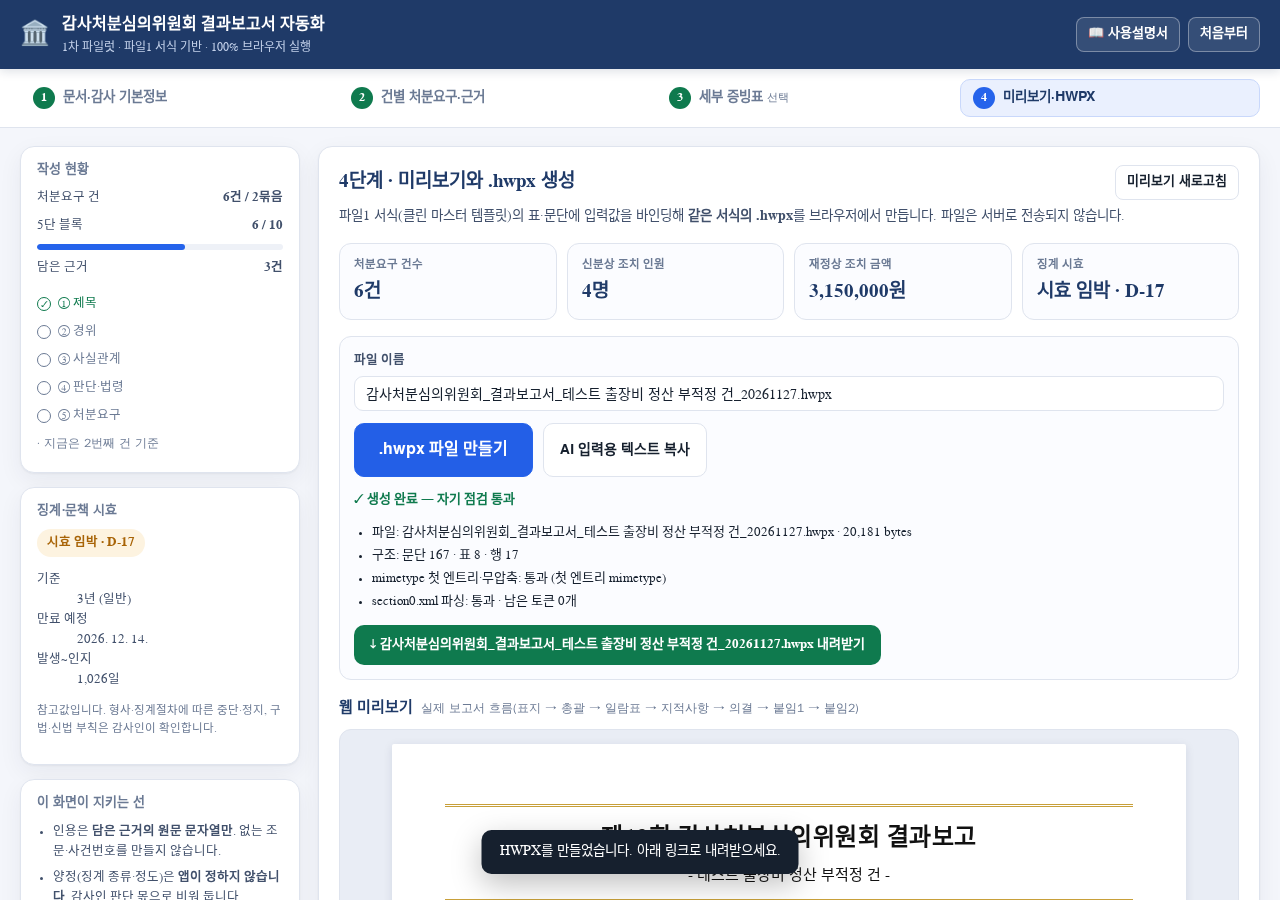 감사처분심의위원회 결과보고서 자동화
1차 파일럿 · 파일1 서식 기반 · 100% 브라우저 실행
📖 사용설명서
처음부터
1 문서·감사 기본정보
2 건별 처분요구·근거
3 세부 증빙표 선택
4 미리보기·HWPX
작성 현황
처분요구 건 6건 / 2묶음
5단 블록 6 / 10
담은 근거 3건
✓ ① 제목
② 경위
③ 사실관계
④ 판단·법령
⑤ 처분요구
· 지금은 2번째 건 기준
징계·문책 시효
시효 임박 · D-17
기준
3년 (일반)
만료 예정
2026. 12. 14.
발생~인지
1,026일
참고값입니다. 형사·징계절차에 따른 중단·정지, 구
법·신법 부칙은 감사인이 확인합니다.
이 화면이 지키는 선
• 인용은 담은 근거의 원문 문자열만. 없는 조
문·사건번호를 만들지 않습니다.
• 양정(징계 종류·정도)은 앱이 정하지 않습니
다. 감사인 판단 몫으로 비워 둡니다
4단계 · 미리보기와 .hwpx 생성
미리보기 새로고침
파일1 서식(클린 마스터 템플릿)의 표·문단에 입력값을 바인딩해 같은 서식의 .hwpx를 브라우저에서 만듭니다. 파일은 서버로 전송되지 않습니다.
처분요구 건수
6건
신분상 조치 인원
4명
재정상 조치 금액
3,150,000원
징계 시효
시효 임박 · D-17
파일 이름
감사처분심의위원회_결과보고서_테스트 출장비 정산 부적정 건_20261127.hwpx
.hwpx 파일 만들기
AI 입력용 텍스트 복사
✓ 생성 완료 — 자기 점검 통과
• 파일: 감사처분심의위원회_결과보고서_테스트 출장비 정산 부적정 건_20261127.hwpx · 20,181 bytes
• 구조: 문단 167 · 표 8 · 행 17
• mimetype 첫 엔트리·무압축: 통과 (첫 엔트리 mimetype)
• section0.xml 파싱: 통과 · 남은 토큰 0개
↓ 감사처분심의위원회_결과보고서_테스트 출장비 정산 부적정 건_20261127.hwpx 내려받기
웹 미리보기 실제 보고서 흐름(표지 → 총괄 → 일람표 → 지적사항 → 의결 → 붙임1 → 붙임2)
의위원회 결과보고
HWPX를 만들었습니다. 아래 링크로 내려받으세요.
- 테스트 출장비 정산 부적정 건 -